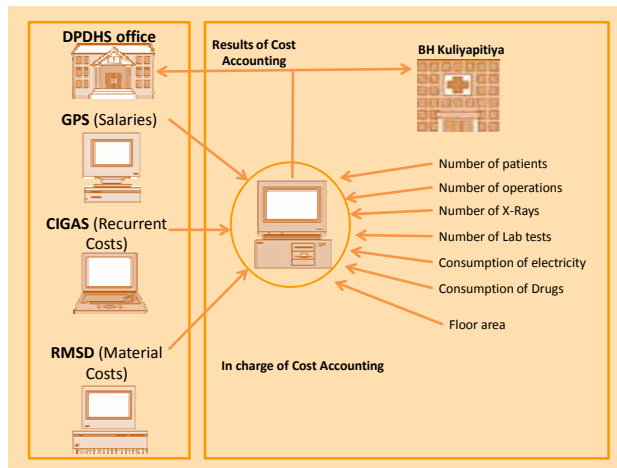 DPDHS office
GPS (Salaries)
CIGAS (Recurrent
Costs)
RMSD (Material
Costs)
Results of Cost
Accounting
BH Kuliyapitiya
Number of patients
Number of operations
Number of X-Rays
Number of Lab tests
Consumption of electricity
Consumption of Drugs
Floor area
In charge of Cost Accounting